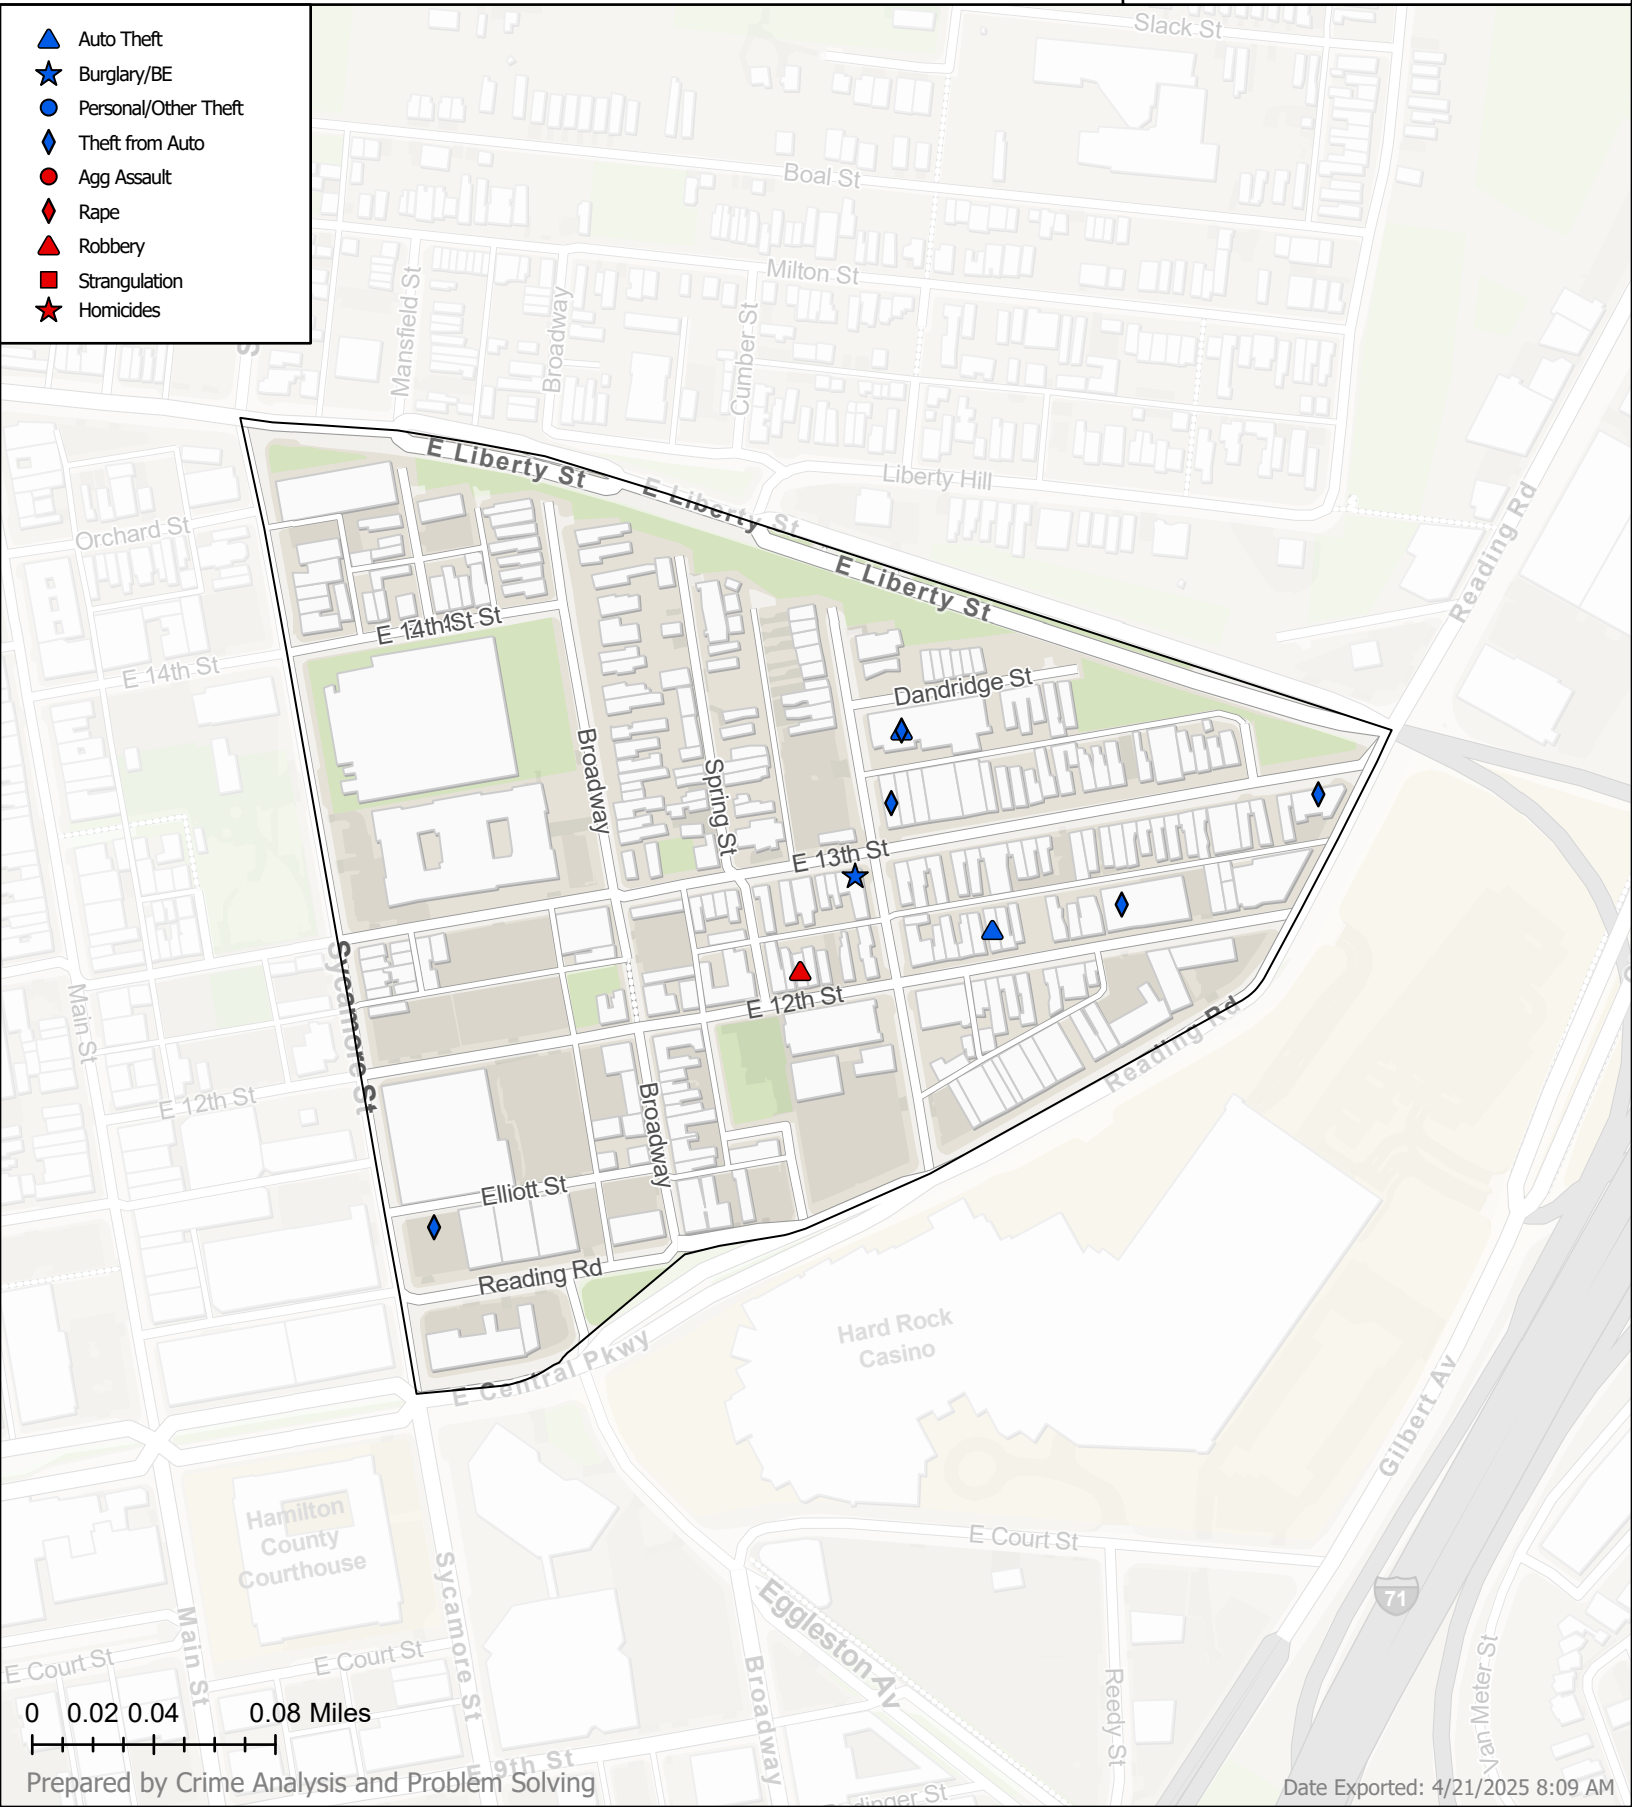 Auto Theft
Burglary/BE
Personal/Other Theft
Theft from Auto
Agg Assault
Rape
Robbery
Strangulation
Homicides
Slack St
Boal St
Milton St
Mansfield St
Broadway
Cumber St
S
E Liberty St
E Liberty St
E Liberty St
Liberty Hill
Reading Rd
Orchard St
E 14th St
E 14th St
Dandridge St
Broadway
Spring St
E 13th St
Sycamore St
Main St
E 12th St
E 12th St
Reading Rd
Broadway
Elliott St
Reading Rd
E Central Pkwy
Hard Rock
Casino
Gilbert Av
Hamilton
County
Courthouse
E Court St
Eggleston Av
71
Sycamore St
Main St
E Court St
E Court St
Broadway
Reedy St
Van Meter St
E 9th St
0 0.02 0.04 0.08 Miles
Prepared by Crime Analysis and Problem Solving
Date Exported: 4/21/2025 8:09 AM